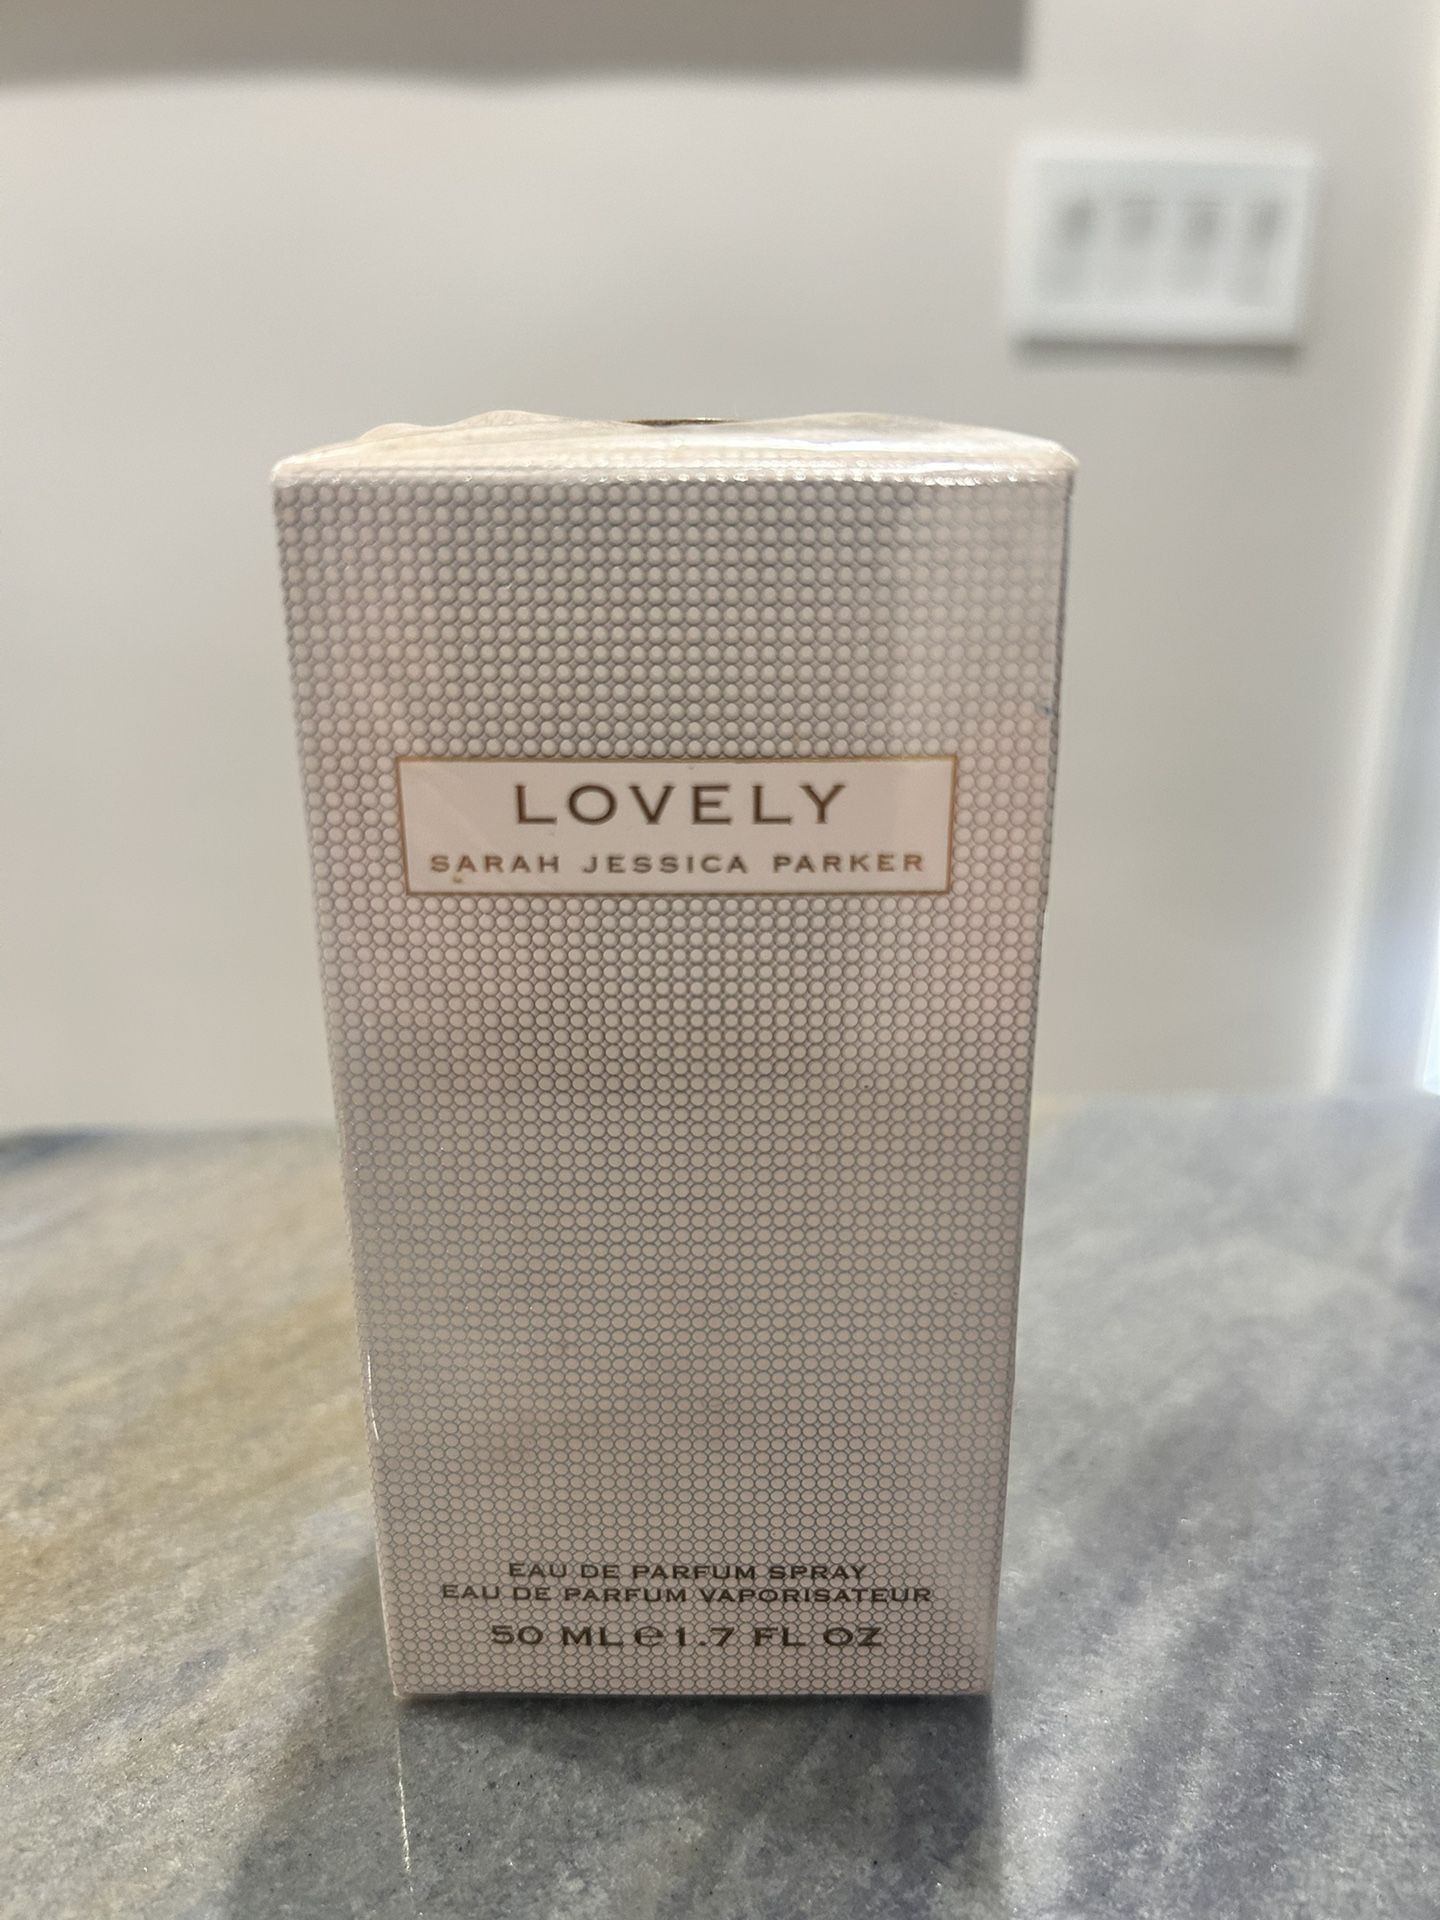 LOVELY
SARAH JESSICA PARKER
EAU DE PARFUM SPRAY
EAU DE PARFUM VAPORISATEUR
50 ML ℮ 1.7 FL OZ